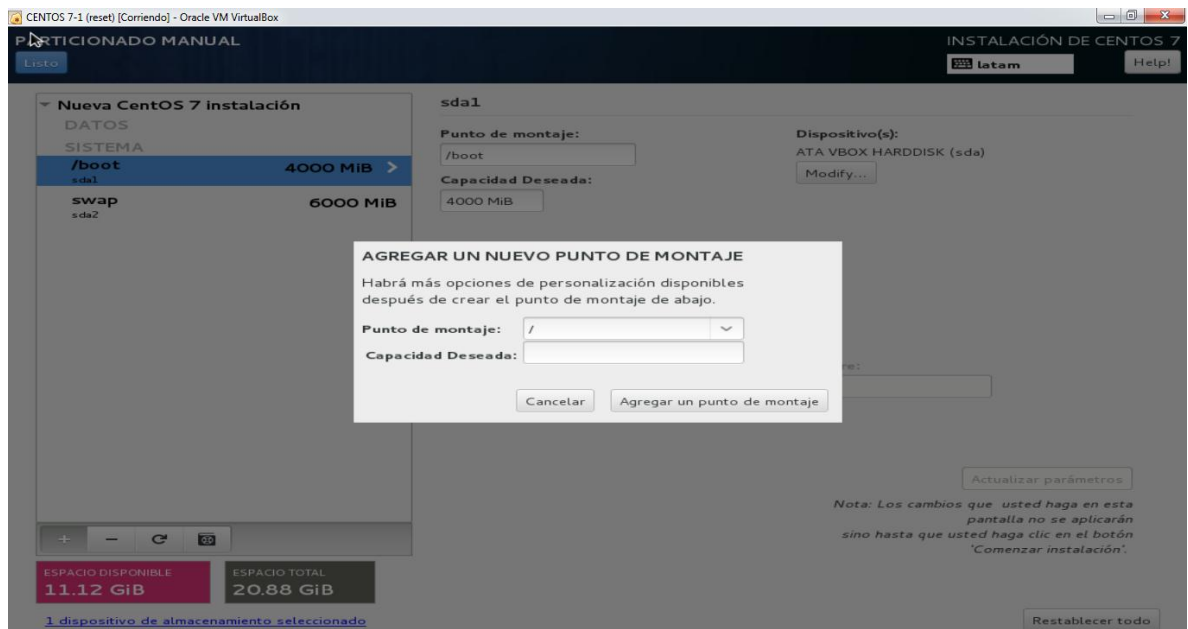 CENTOS 7-1 (reset) [Corriendo] - Oracle VM VirtualBox
PARTICIONADO MANUAL
Listo
INSTALACIÓN DE CENTOS 7
latam
Help!
Nueva CentOS 7 instalación
DATOS
SISTEMA
/boot 4000 MiB
sda1
swap 6000 MiB
sda2
sda1
Punto de montaje:
/boot
Capacidad Deseada:
4000 MiB
Dispositivo(s):
ATA VBOX HARDDISK (sda)
Modify...
AGREGAR UN NUEVO PUNTO DE MONTAJE
Habrá más opciones de personalización disponibles
después de crear el punto de montaje de abajo.
Punto de montaje: /
Capacidad Deseada:
Cancelar Agregar un punto de montaje
re:
Actualizar parámetros
Nota: Los cambios que usted haga en esta
pantalla no se aplicarán
sino hasta que usted haga clic en el botón
'Comenzar instalación'.
ESPACIO DISPONIBLE
11.12 GiB
ESPACIO TOTAL
20.88 GiB
1 dispositivo de almacenamiento seleccionado
Restablecer todo